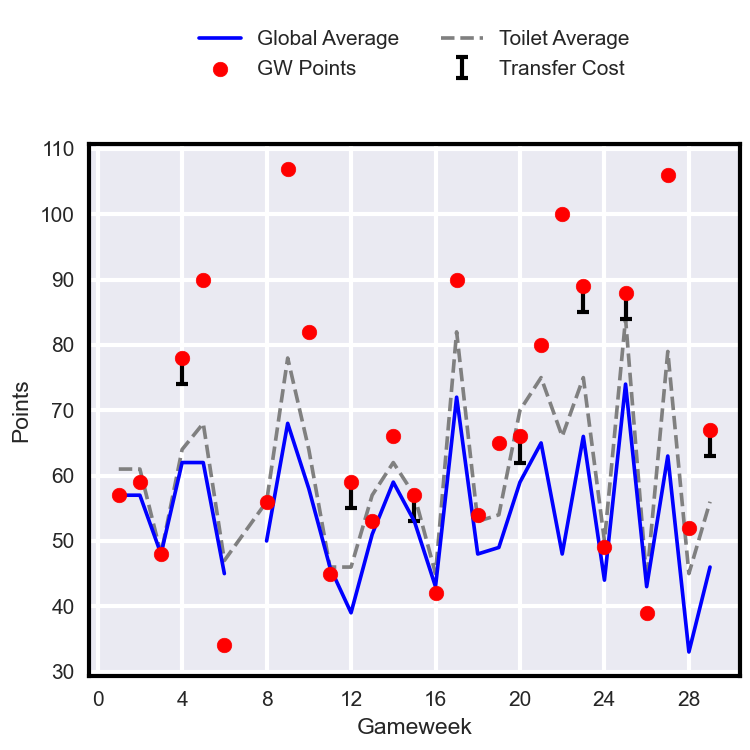 Global Average
Toilet Average
GW Points
Transfer Cost
110
100
90
80
70
60
50
40
30
Points
0 4 8 12 16 20 24 28
Gameweek